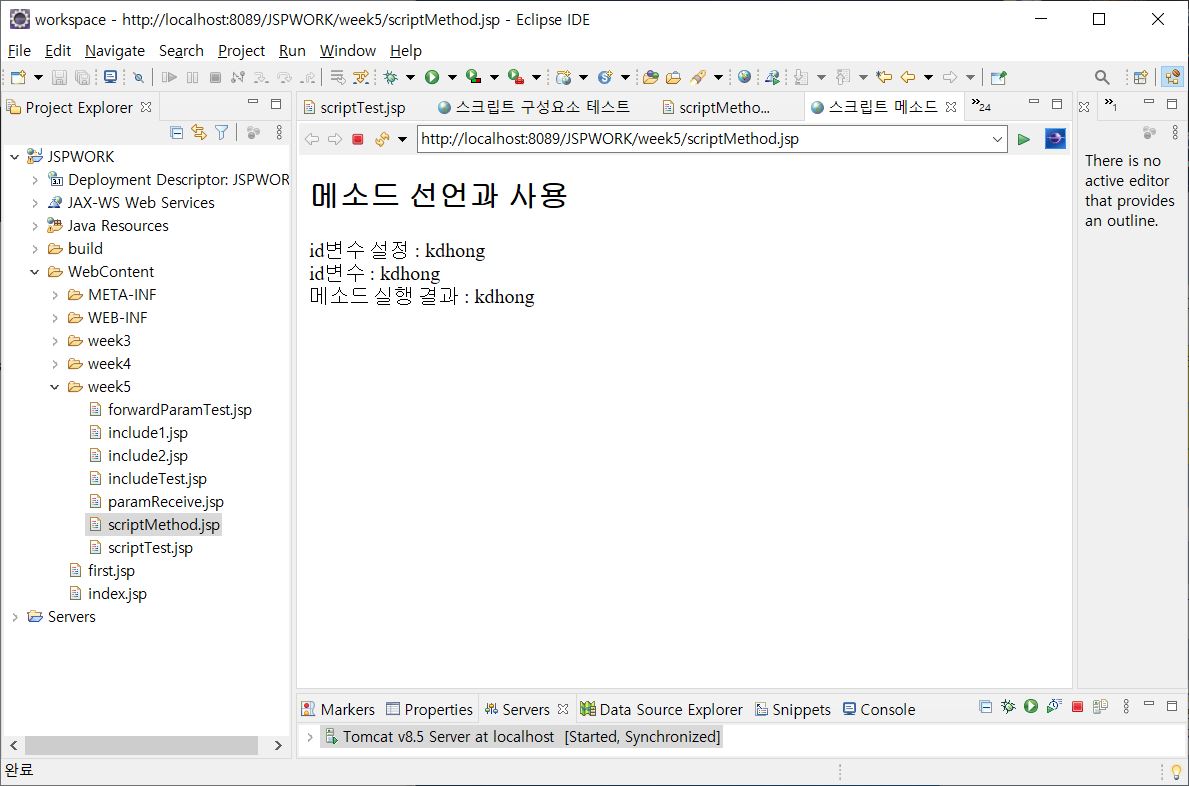 workspace - http://localhost:8089/JSPWORK/week5/scriptMethod.jsp - Eclipse IDE
File Edit Navigate Search Project Run Window Help
Project Explorer
scriptTest.jsp 스크립트 구성요소 테스트 scriptMetho... 스크립트 메소드 »24
»1
http://localhost:8089/JSPWORK/week5/scriptMethod.jsp
JSPWORK
Deployment Descriptor: JSPWOR
JAX-WS Web Services
Java Resources
build
WebContent
META-INF
WEB-INF
week3
week4
week5
forwardParamTest.jsp
include1.jsp
include2.jsp
includeTest.jsp
paramReceive.jsp
scriptMethod.jsp
scriptTest.jsp
first.jsp
index.jsp
Servers
메소드 선언과 사용
id변수 설정 : kdhong
id변수 : kdhong
메소드 실행 결과 : kdhong
There is no
active editor
that provides
an outline.
Markers Properties Servers Data Source Explorer Snippets Console
Tomcat v8.5 Server at localhost [Started, Synchronized]
완료